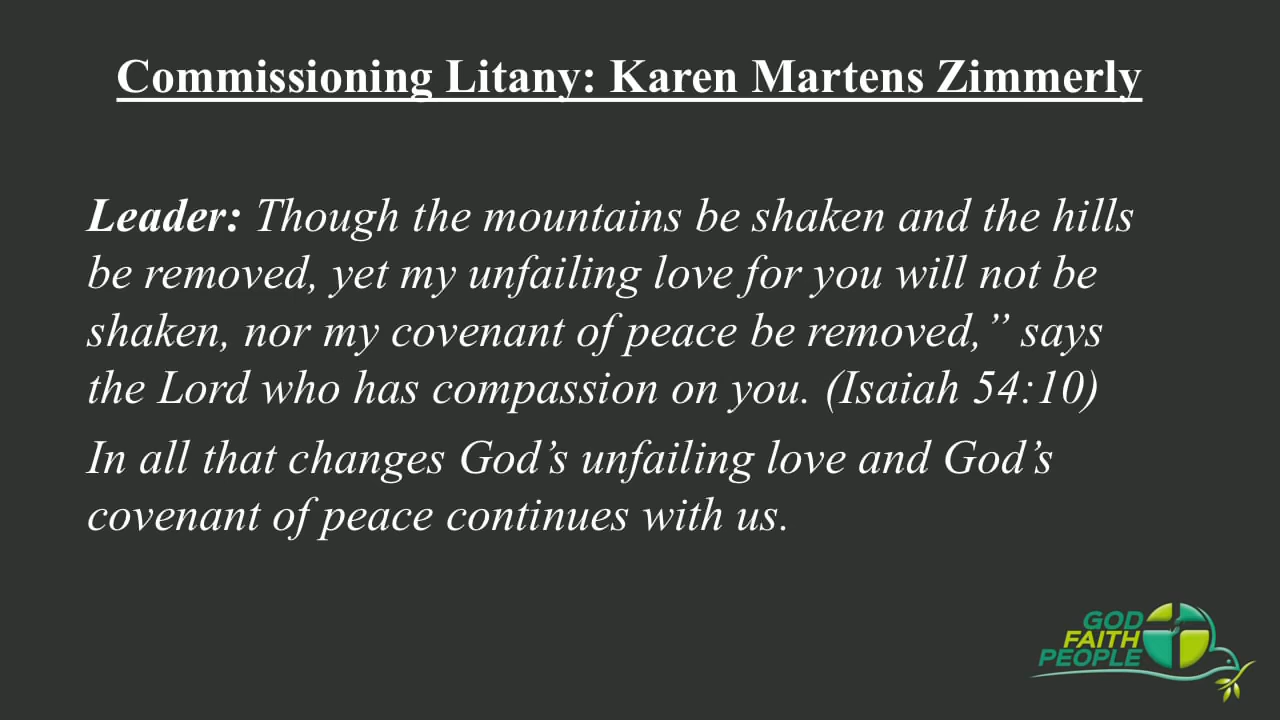 Commissioning Litany: Karen Martens Zimmerly
Leader: Though the mountains be shaken and the hills
be removed, yet my unfailing love for you will not be
shaken, nor my covenant of peace be removed,” says
the Lord who has compassion on you. (Isaiah 54:10)
In all that changes God’s unfailing love and God’s
covenant of peace continues with us.
GOD
FAITH
PEOPLE